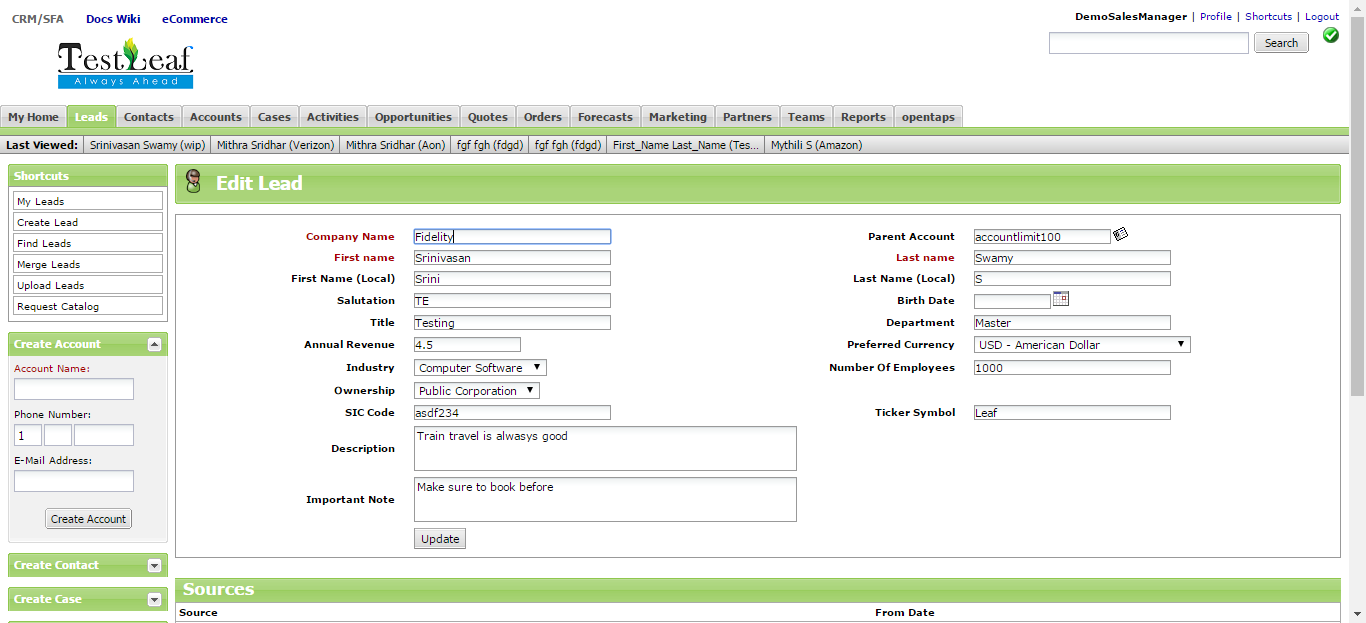 CRM/SFA Docs Wiki eCommerce
DemoSalesManager | Profile | Shortcuts | Logout
TestLeaf
Always Ahead
Search
My Home Leads Contacts Accounts Cases Activities Opportunities Quotes Orders Forecasts Marketing Partners Teams Reports opentaps
Last Viewed: Srinivasan Swamy (wip) Mithra Sridhar (Verizon) Mithra Sridhar (Aon) fgf fgh (fdgd) fgf fgh (fdgd) First_Name Last_Name (Tes... Mythili S (Amazon)
Shortcuts
My Leads
Create Lead
Find Leads
Merge Leads
Upload Leads
Request Catalog
Create Account
Account Name:
Phone Number:
1
E-Mail Address:
Create Account
Create Contact
Create Case
Edit Lead
Company Name Fidelity Parent Account accountlimit100
First name Srinivasan Last name Swamy
First Name (Local) Srini Last Name (Local) S
Salutation TE Birth Date
Title Testing Department Master
Annual Revenue 4.5 Preferred Currency USD - American Dollar
Industry Computer Software Number Of Employees 1000
Ownership Public Corporation
SIC Code asdf234 Ticker Symbol Leaf
Description Train travel is alwasys good
Important Note Make sure to book before
Update
Sources
Source From Date